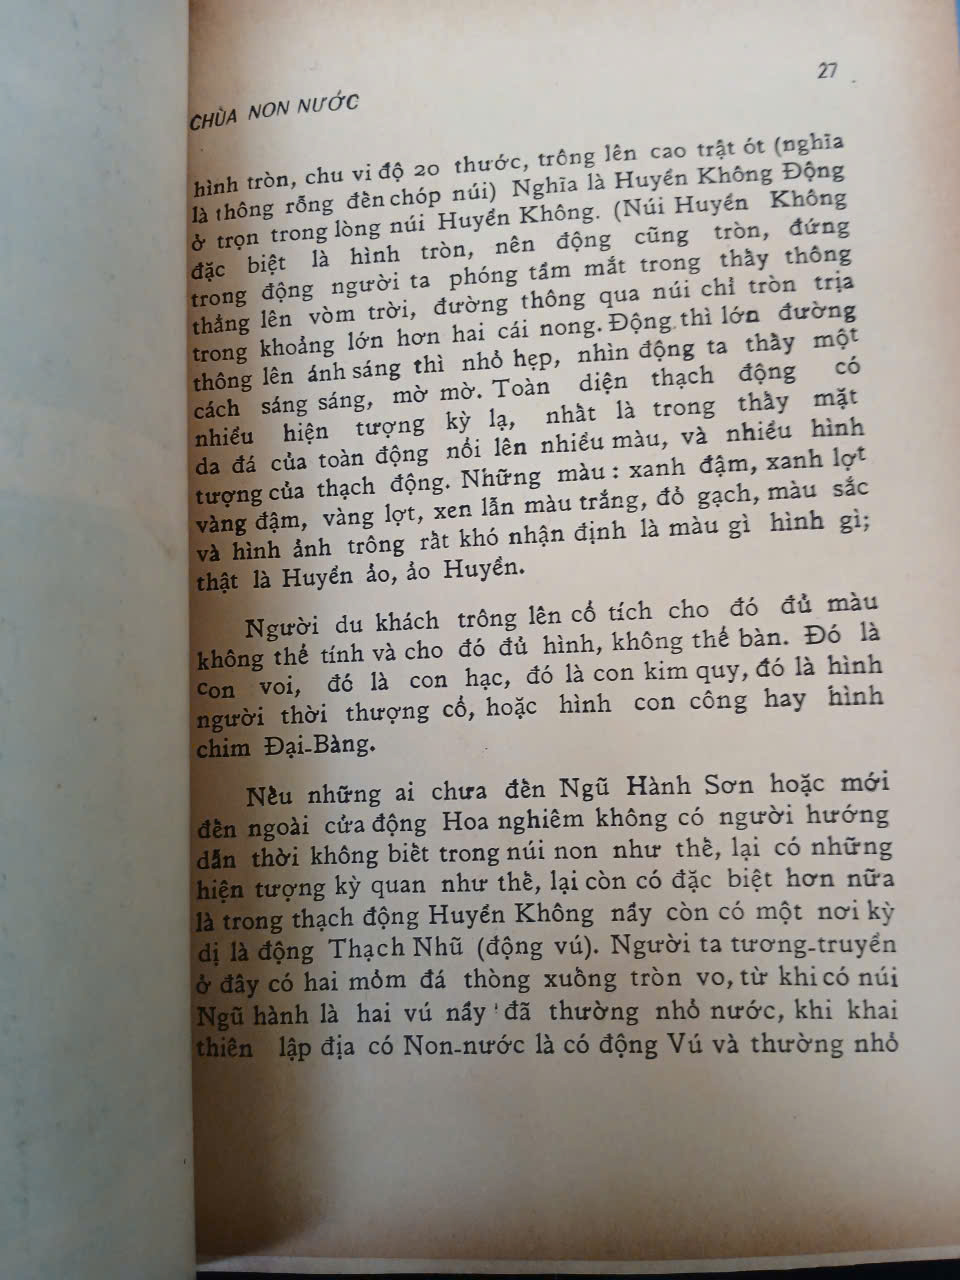 27
CHÙA NON NƯỚC
hình tròn, chu vi độ 20 thước, trông lên cao trật ót (nghĩa
là thông rỗng đến chóp núi) Nghĩa là Huyền Không Động
ở trọn trong lòng núi Huyền Không. (Núi Huyền Không
đặc biệt là hình tròn, nên động cũng tròn, đứng
trong động người ta phóng tầm mắt trong thấy thông
thẳng lên vòm trời, đường thông qua núi chỉ tròn trịa
trong khoảng lớn hơn hai cái nong. Động thì lớn đường
thông lên ánh sáng thì nhỏ hẹp, nhìn động ta thấy một
cách sáng sáng, mờ mờ. Toàn diện thạch động có
nhiều hiện tượng kỳ lạ, nhất là trong thấy mặt
da đá của toàn động nổi lên nhiều màu, và nhiều hình
tượng của thạch động. Những màu : xanh đậm, xanh lợt
vàng đậm, vàng lợt, xen lẫn màu trắng, đỏ gạch, màu sắc
và hình ảnh trông rất khó nhận định là màu gì hình gì;
thật là Huyền ảo, ảo Huyền.
Người du khách trông lên cổ tích cho đó đủ màu
không thể tính và cho đó đủ hình, không thể bàn. Đó là
con voi, đó là con hạc, đó là con kim quy, đó là hình
người thời thượng cổ, hoặc hình con công hay hình
chim Đại-Bàng.
Nếu những ai chưa đến Ngũ Hành Sơn hoặc mới
đến ngoài cửa động Hoa nghiêm không có người hướng
dẫn thời không biết trong núi non như thế, lại có những
hiện tượng kỳ quan như thế, lại còn có đặc biệt hơn nữa
là trong thạch động Huyền Không nầy còn có một nơi kỳ
dị là động Thạch Nhũ (động vú). Người ta tương-truyền
ở đây có hai mỏm đá thòng xuống tròn vo, từ khi có núi
Ngũ hành là hai vú nầy đã thường nhỏ nước, khi khai
thiên lập địa có Non-nước là có động Vú và thường nhỏ